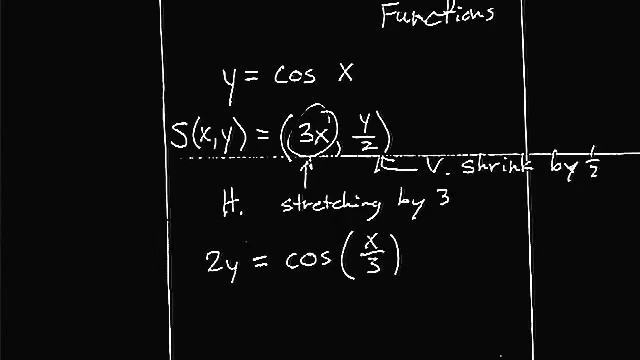 Functions
y = cos x
S(x,y) = (3x, y/2)
V. shrink by 1/2
H. stretching by 3
2y = cos(x/3)